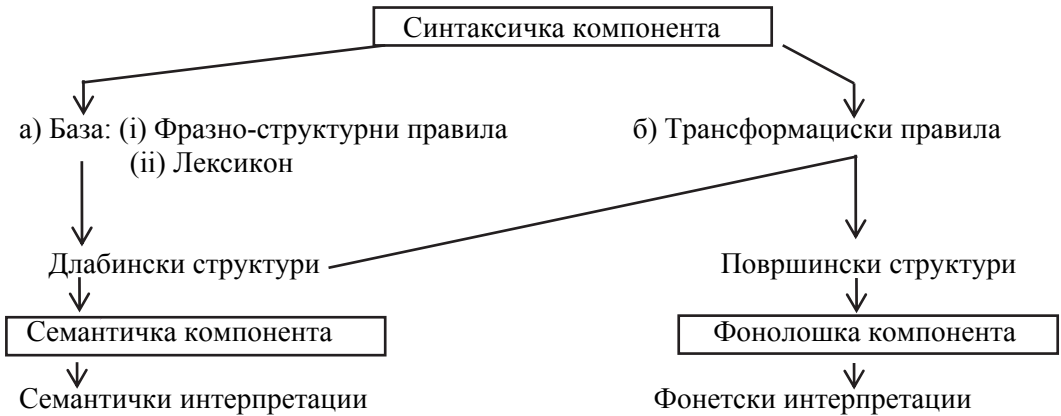 Синтаксичка компонента
а) База: (i) Фразно-структурни правила
(ii) Лексикон
б) Трансформациски правила
Длабински структури
Површински структури
Семантичка компонента
Фонолошка компонента
Семантички интерпретации
Фонетски интерпретации